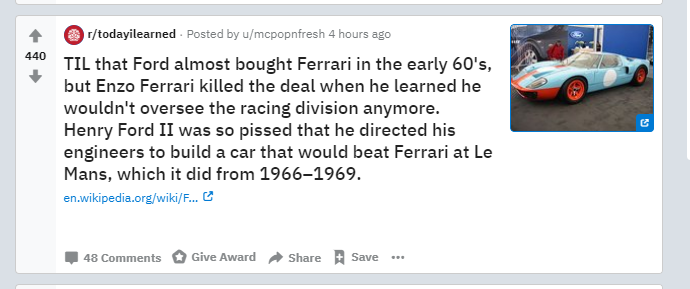 r/todayilearned · Posted by u/mcpopnfresh 4 hours ago
440
TIL that Ford almost bought Ferrari in the early 60's,
but Enzo Ferrari killed the deal when he learned he
wouldn't oversee the racing division anymore.
Henry Ford II was so pissed that he directed his
engineers to build a car that would beat Ferrari at Le
Mans, which it did from 1966–1969.
en.wikipedia.org/wiki/F...
48 Comments Give Award Share Save ...
Ford